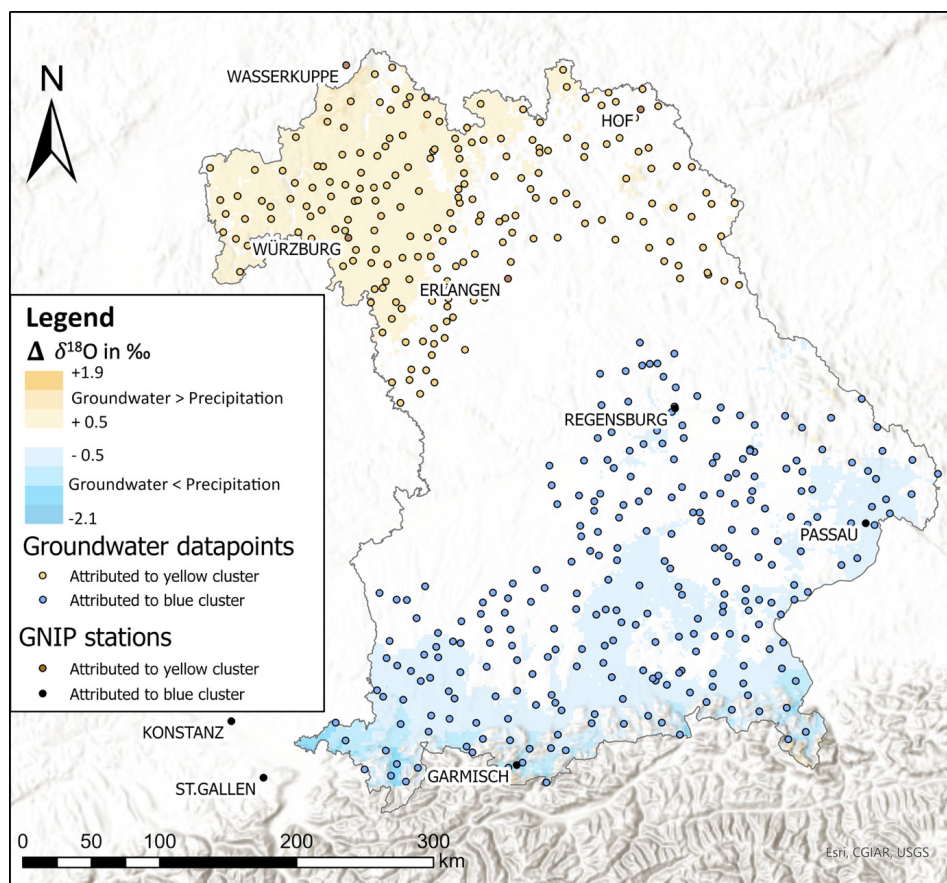 WASSERKUPPE
N
HOF
WÜRZBURG
ERLANGEN
Legend
Δ δ¹⁸O in ‰
+1.9
Groundwater > Precipitation
+ 0.5
- 0.5
Groundwater < Precipitation
-2.1
Groundwater datapoints
Attributed to yellow cluster
Attributed to blue cluster
GNIP stations
Attributed to yellow cluster
Attributed to blue cluster
REGENSBURG
PASSAU
KONSTANZ
ST.GALLEN
GARMISCH
0 50 100 200 300
km
Esri, CGIAR, USGS